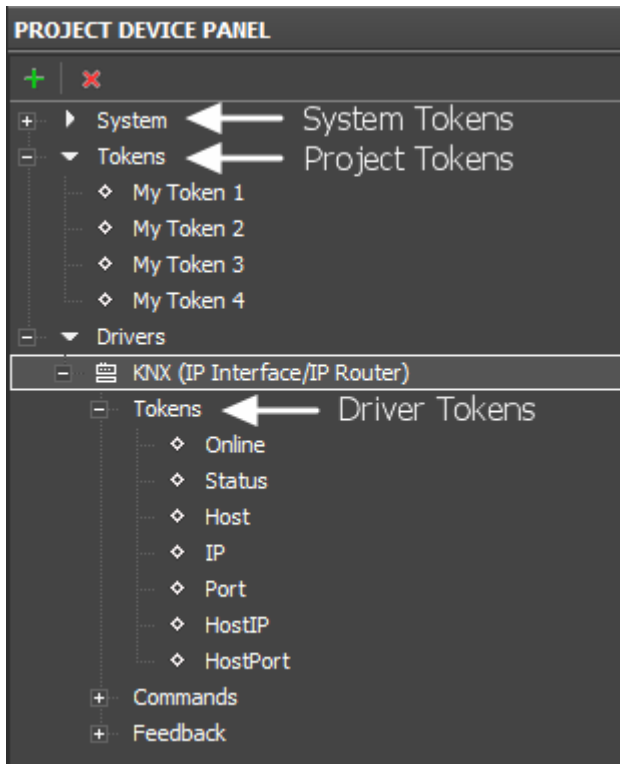 PROJECT DEVICE PANEL
System System Tokens
Tokens Project Tokens
My Token 1
My Token 2
My Token 3
My Token 4
Drivers
KNX (IP Interface/IP Router)
Tokens Driver Tokens
Online
Status
Host
IP
Port
HostIP
HostPort
Commands
Feedback